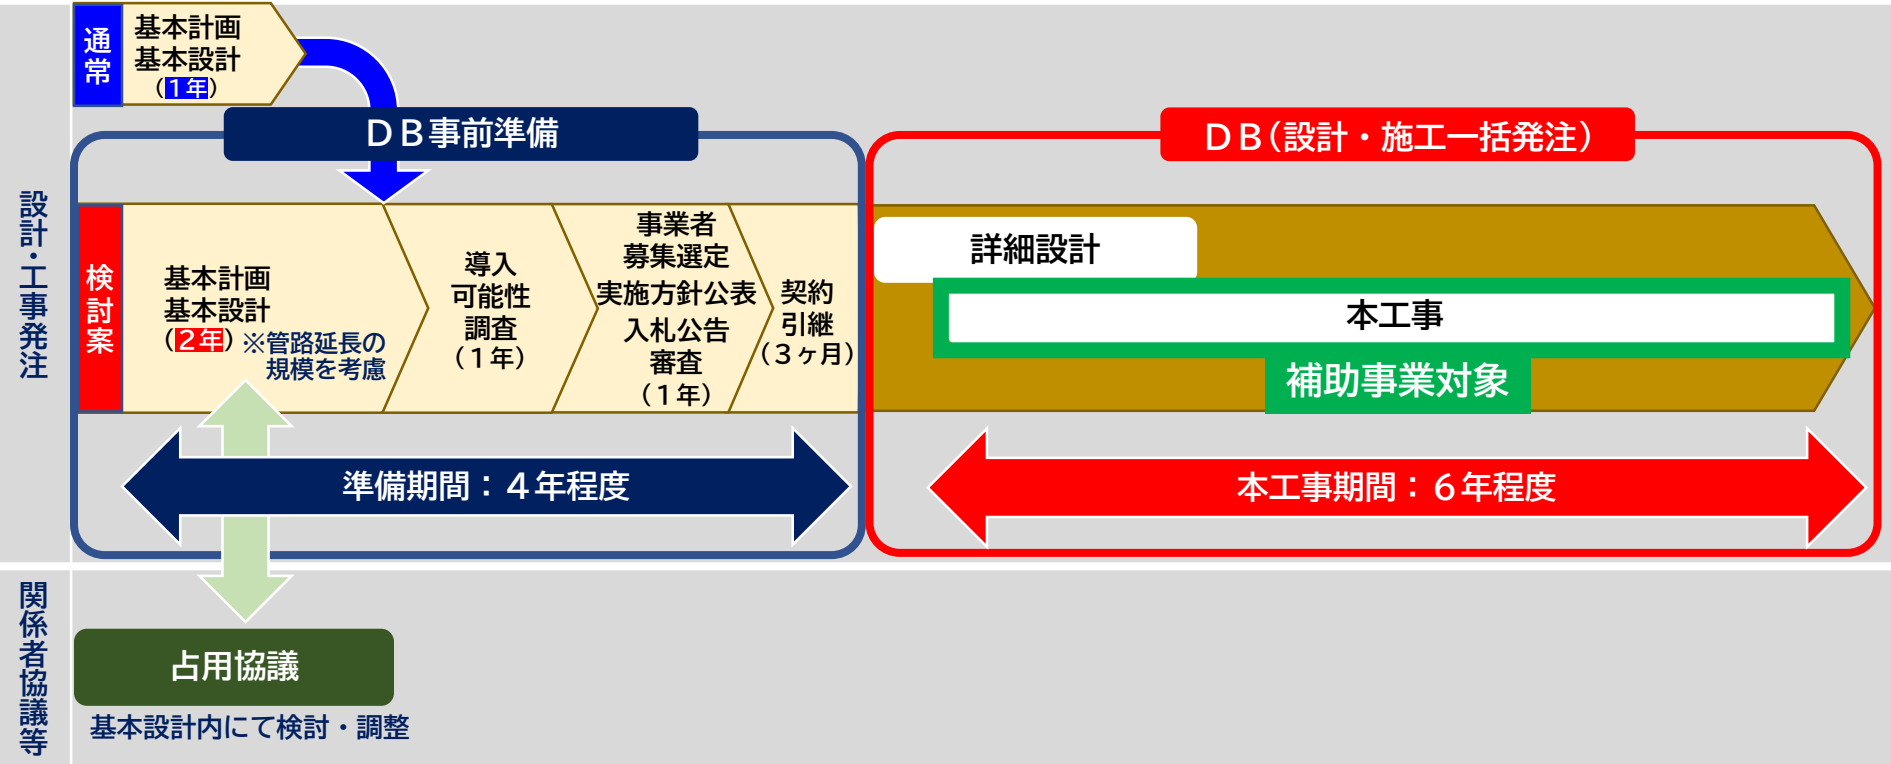 通常
基本計画
基本設計
（１年）
ＤＢ事前準備
ＤＢ（設計・施工一括発注）
設計・工事発注
検討案
基本計画
基本設計
（２年）
※管路延長の
規模を考慮
導入
可能性
調査
（１年）
事業者
募集選定
実施方針公表
入札公告
審査
（１年）
契約
引継
（３ヶ月）
詳細設計
本工事
補助事業対象
準備期間：４年程度
本工事期間：６年程度
関係者協議等
占用協議
基本設計内にて検討・調整